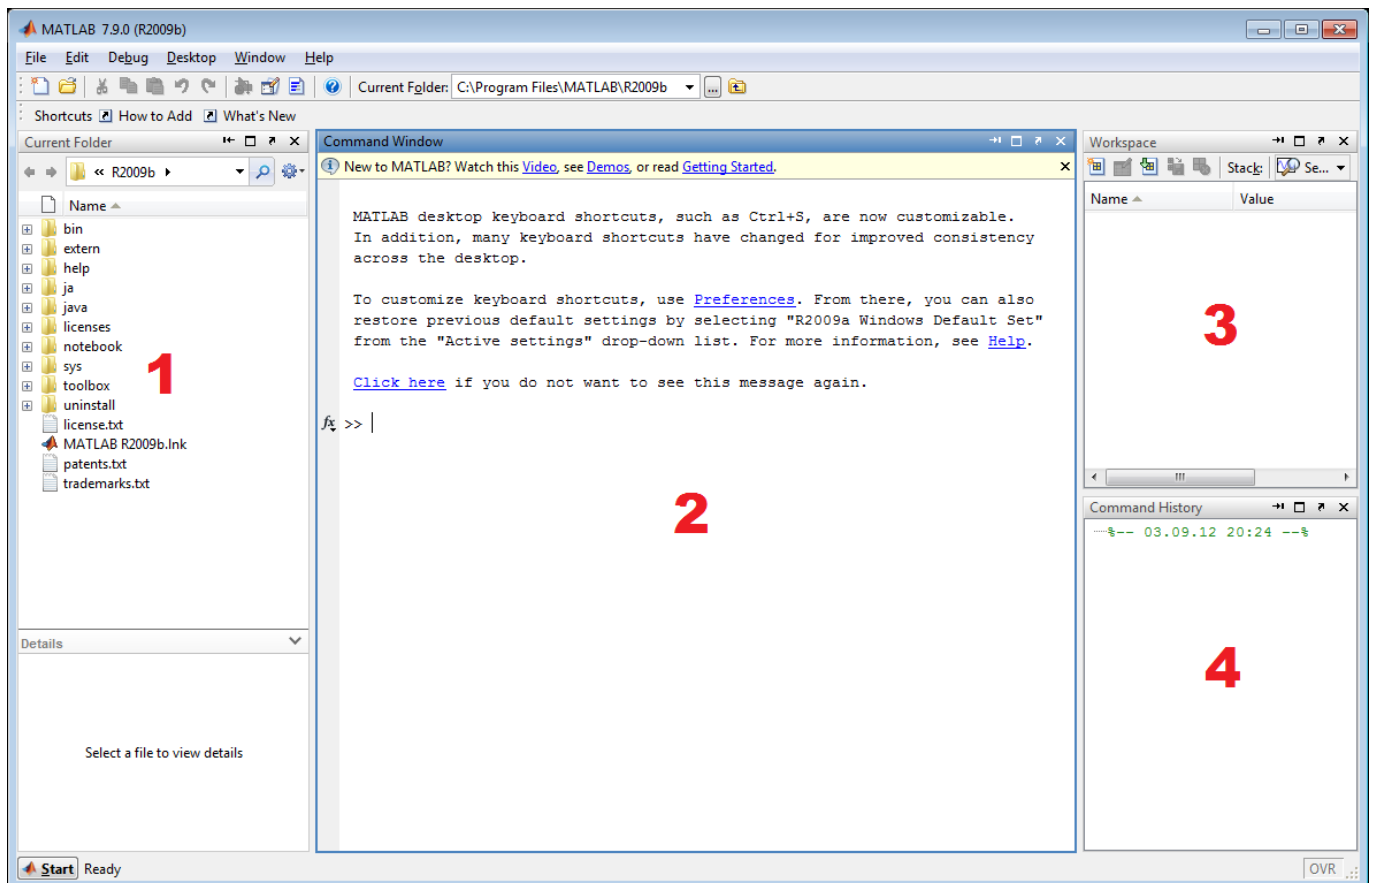 MATLAB 7.9.0 (R2009b)
File Edit Debug Desktop Window Help
Current Folder: C:\Program Files\MATLAB\R2009b ...
Shortcuts How to Add What's New
Current Folder
« R2009b
Name
bin
extern
help
ja
java
licenses
notebook
sys
toolbox
uninstall
license.txt
MATLAB R2009b.lnk
patents.txt
trademarks.txt
1
Details
Select a file to view details
Command Window
New to MATLAB? Watch this Video, see Demos, or read Getting Started.
MATLAB desktop keyboard shortcuts, such as Ctrl+S, are now customizable.
In addition, many keyboard shortcuts have changed for improved consistency
across the desktop.
To customize keyboard shortcuts, use Preferences. From there, you can also
restore previous default settings by selecting "R2009a Windows Default Set"
from the "Active settings" drop-down list. For more information, see Help.
Click here if you do not want to see this message again.
fx >>
2
Workspace
Stack: Se...
Name Value
3
Command History
%-- 03.09.12 20:24 --%
4
Start Ready
OVR